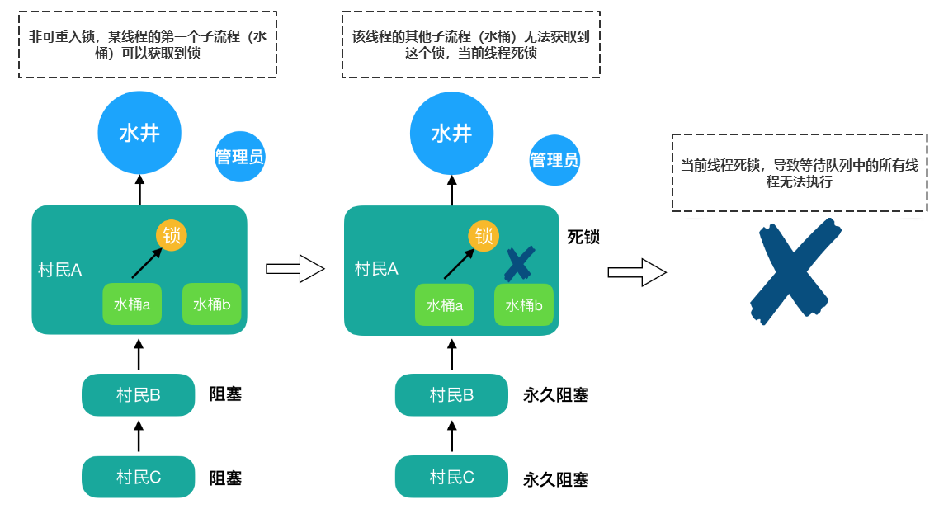 非可重入锁，某线程的第一个子流程（水
桶）可以获取到锁
水井
管理员
锁
村民A
水桶a
水桶b
村民B
阻塞
村民C
阻塞
该线程的其他子流程（水桶）无法获取到
这个锁，当前线程死锁
水井
管理员
锁
死锁
村民A
水桶a
水桶b
村民B
永久阻塞
村民C
永久阻塞
当前线程死锁，导致等待队列中的所有线
程无法执行